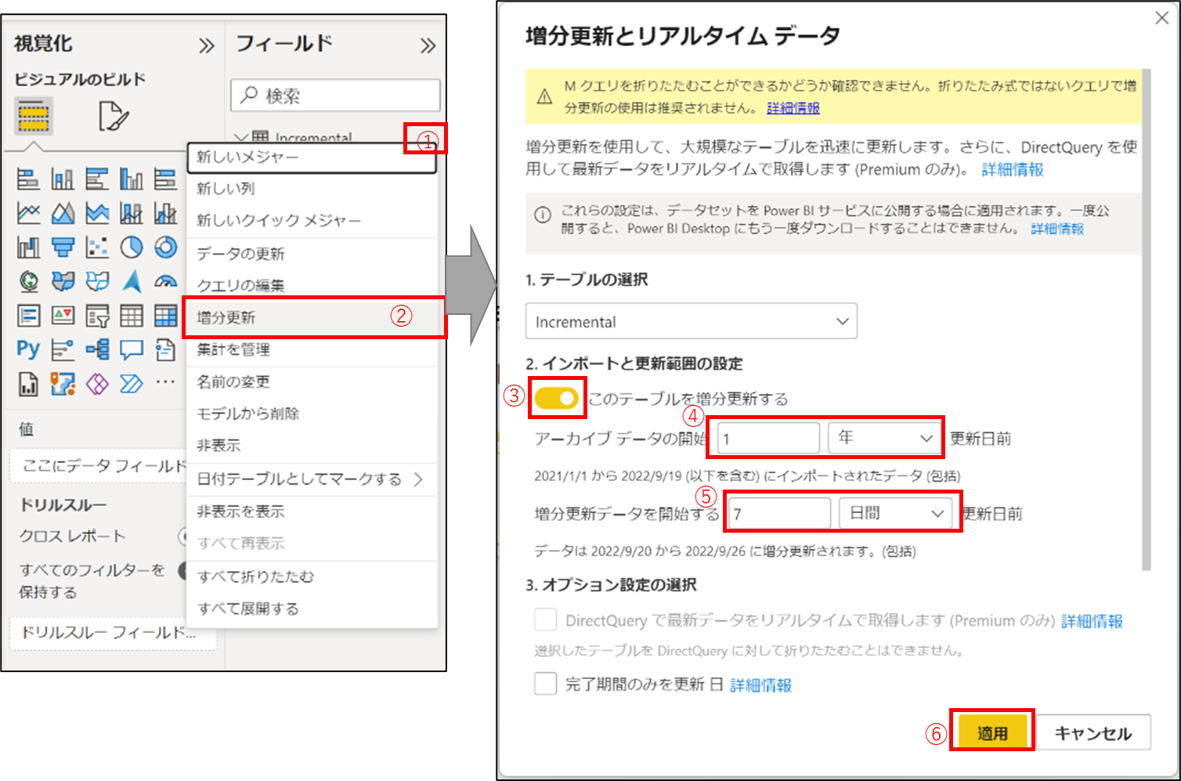 視覚化
フィールド
ビジュアルのビルド
検索
Incremental
①
新しいメジャー
新しい列
新しいクイック メジャー
データの更新
クエリの編集
増分更新 ②
集計を管理
名前の変更
モデルから削除
非表示
日付テーブルとしてマークする
非表示を表示
すべて再表示
すべて折りたたむ
すべて展開する
Py
値
ここにデータ フィールド
ドリルスルー
クロス レポート
すべてのフィルターを
保持する
ドリルスルー フィールド...
増分更新とリアルタイム データ
M クエリを折りたたむことができるかどうか確認できません。折りたたみ式ではないクエリで増
分更新の使用は推奨されません。 詳細情報
増分更新を使用して、大規模なテーブルを迅速に更新します。さらに、DirectQuery を使
用して最新データをリアルタイムで取得します (Premium のみ)。 詳細情報
これらの設定は、データセットを Power BI サービスに公開する場合に適用されます。一度公
開すると、Power BI Desktop にもう一度ダウンロードすることはできません。 詳細情報
1. テーブルの選択
Incremental
2. インポートと更新範囲の設定
③ このテーブルを増分更新する
④
アーカイブ データの開始 1 年 更新日前
2021/1/1 から 2022/9/19 (以下を含む) にインポートされたデータ (包括)
⑤
増分更新データを開始する 7 日間 更新日前
データは 2022/9/20 から 2022/9/26 に増分更新されます。(包括)
3. オプション設定の選択
DirectQuery で最新データをリアルタイムで取得します (Premium のみ) 詳細情報
選択したテーブルを DirectQuery に対して折りたたむことはできません。
完了期間のみを更新 日 詳細情報
⑥ 適用 キャンセル